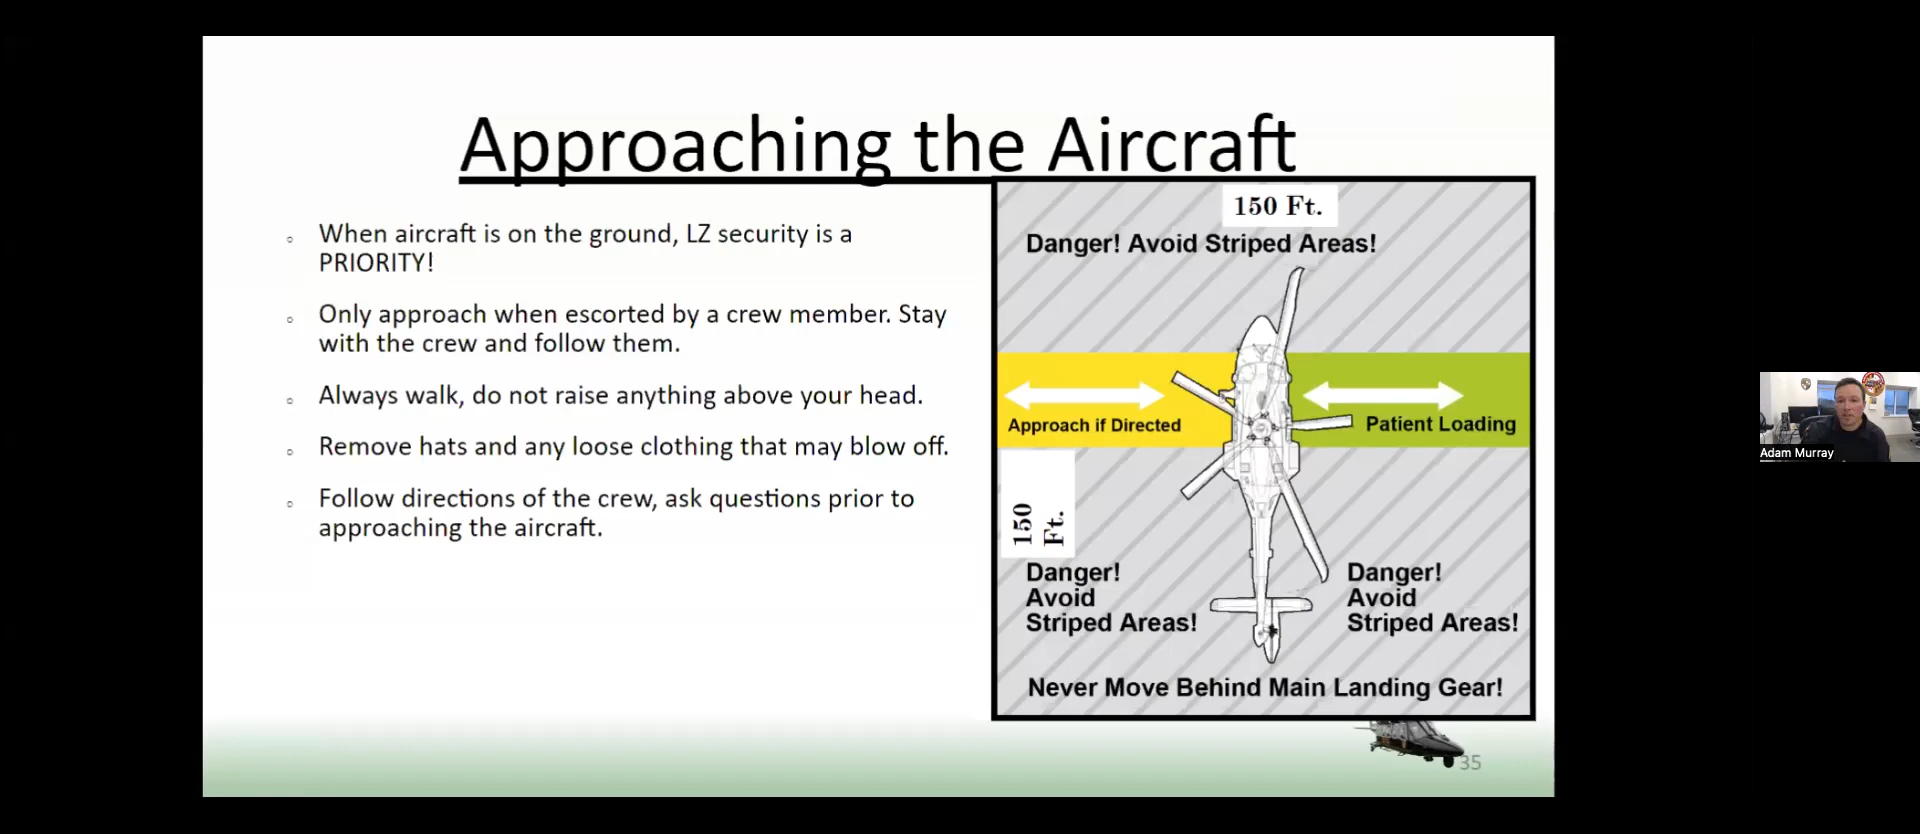 Approaching the Aircraft
When aircraft is on the ground, LZ security is a
PRIORITY!
Only approach when escorted by a crew member. Stay
with the crew and follow them.
Always walk, do not raise anything above your head.
Remove hats and any loose clothing that may blow off.
Follow directions of the crew, ask questions prior to
approaching the aircraft.
150 Ft.
Danger! Avoid Striped Areas!
Approach if Directed
Patient Loading
150
Ft.
Danger!
Avoid
Striped Areas!
Danger!
Avoid
Striped Areas!
Never Move Behind Main Landing Gear!
35
Adam Murray